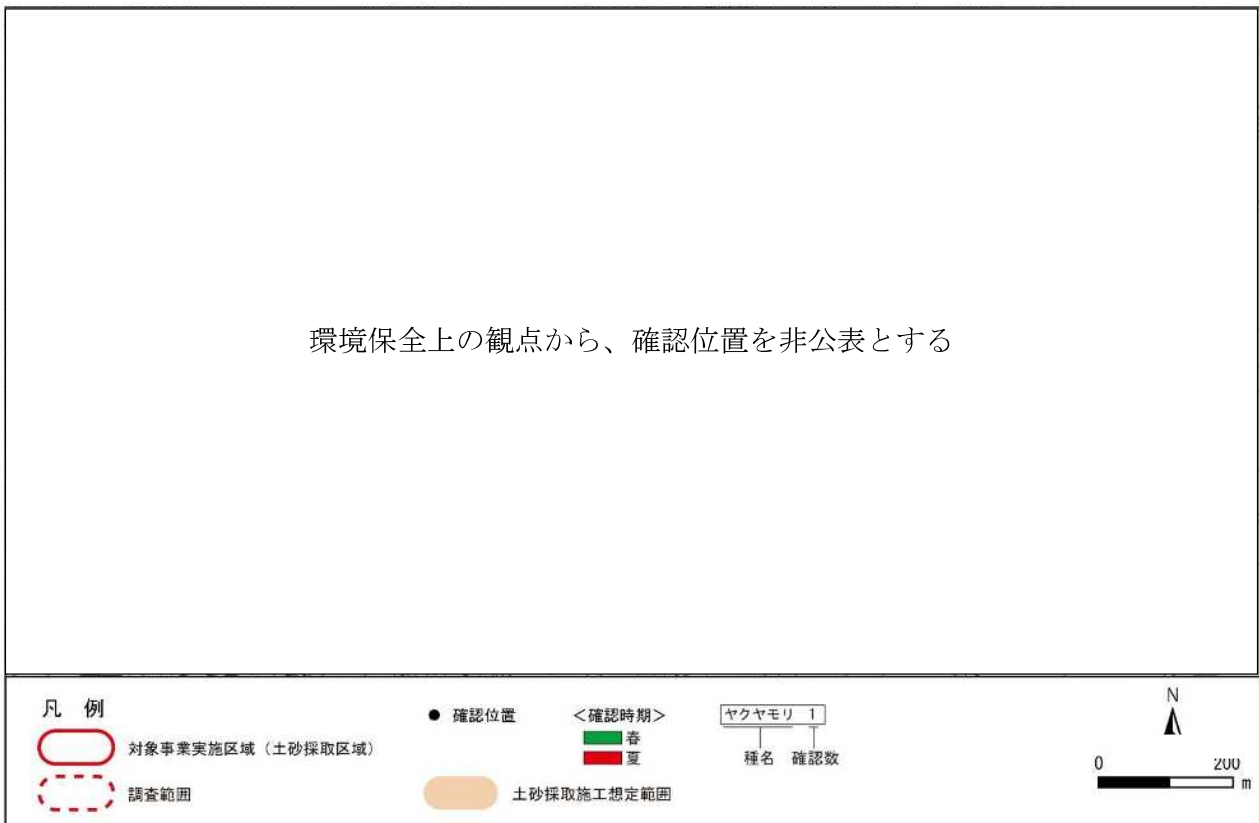 環境保全上の観点から、確認位置を非公表とする
凡 例
対象事業実施区域（土砂採取区域）
調査範囲
● 確認位置
＜確認時期＞
春
夏
土砂採取施工想定範囲
ヤクヤモリ 1
種名 確認数
N
0 200
m